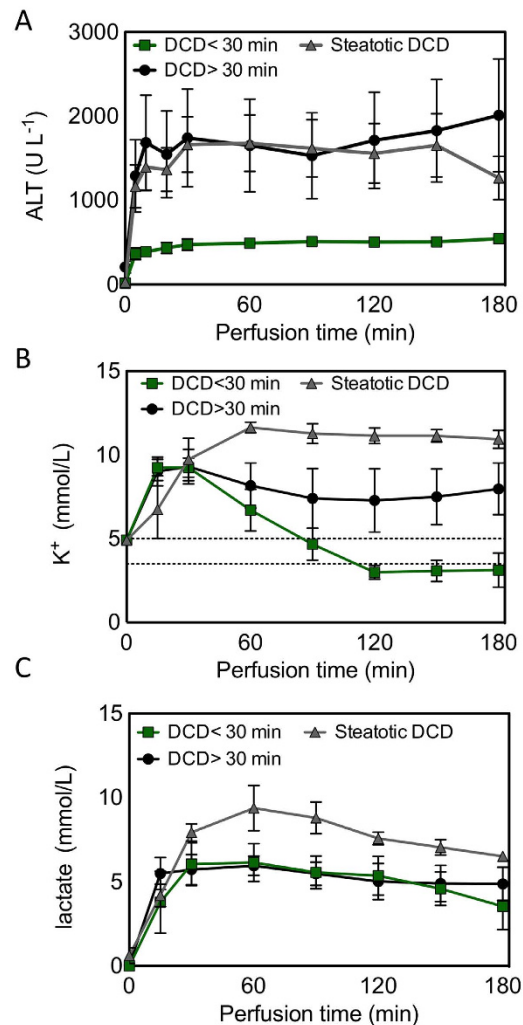 A
DCD< 30 min
Steatotic DCD
DCD> 30 min
3000
2000
1000
0
ALT (U L-1)
0 60 120 180
Perfusion time (min)
B
DCD<30 min
Steatotic DCD
DCD>30 min
15
10
5
0
K+ (mmol/L)
0 60 120 180
Perfusion time (min)
C
DCD< 30 min
Steatotic DCD
DCD> 30 min
15
10
5
0
lactate (mmol/L)
0 60 120 180
Perfusion time (min)